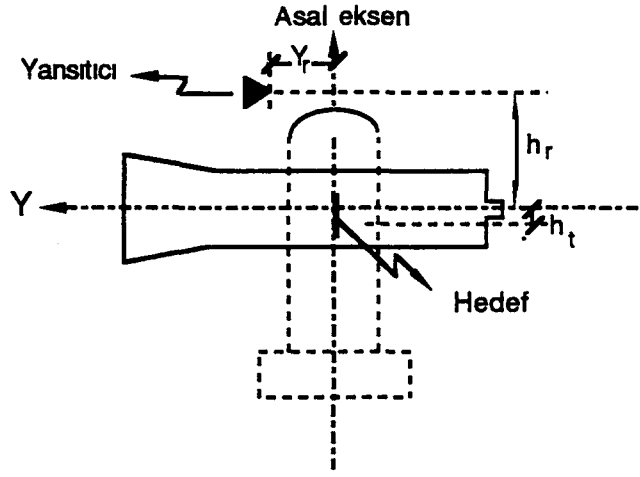 Asal eksen
Yansıtıcı
Yr
hr
Y
ht
Hedef